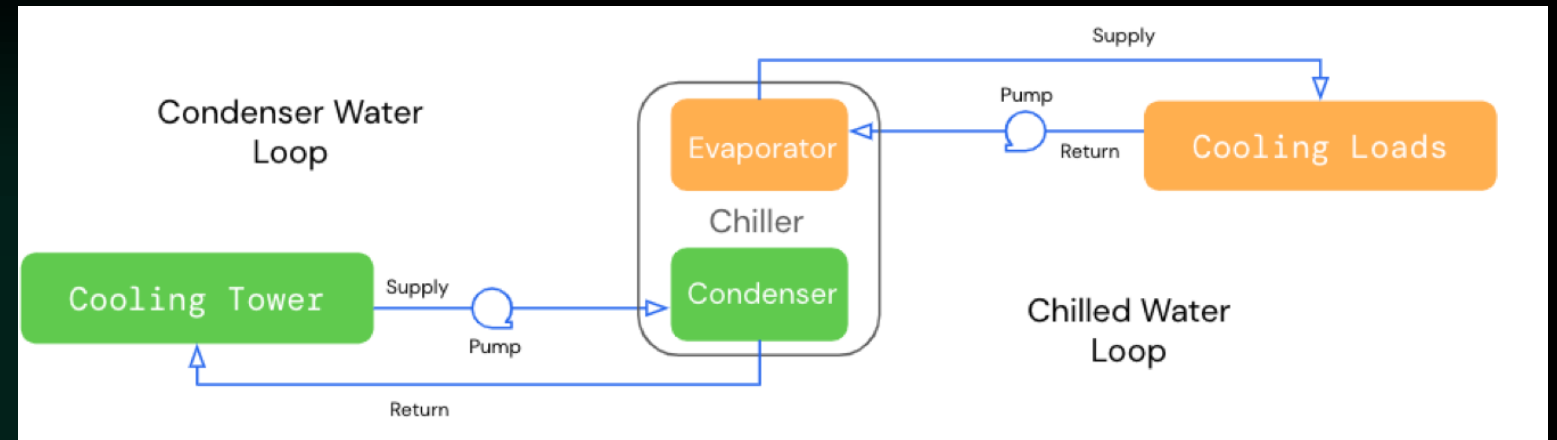 Supply
Condenser Water
Loop
Pump
Evaporator
Return
Cooling Loads
Chiller
Cooling Tower
Supply
Condenser
Pump
Chilled Water
Loop
Return